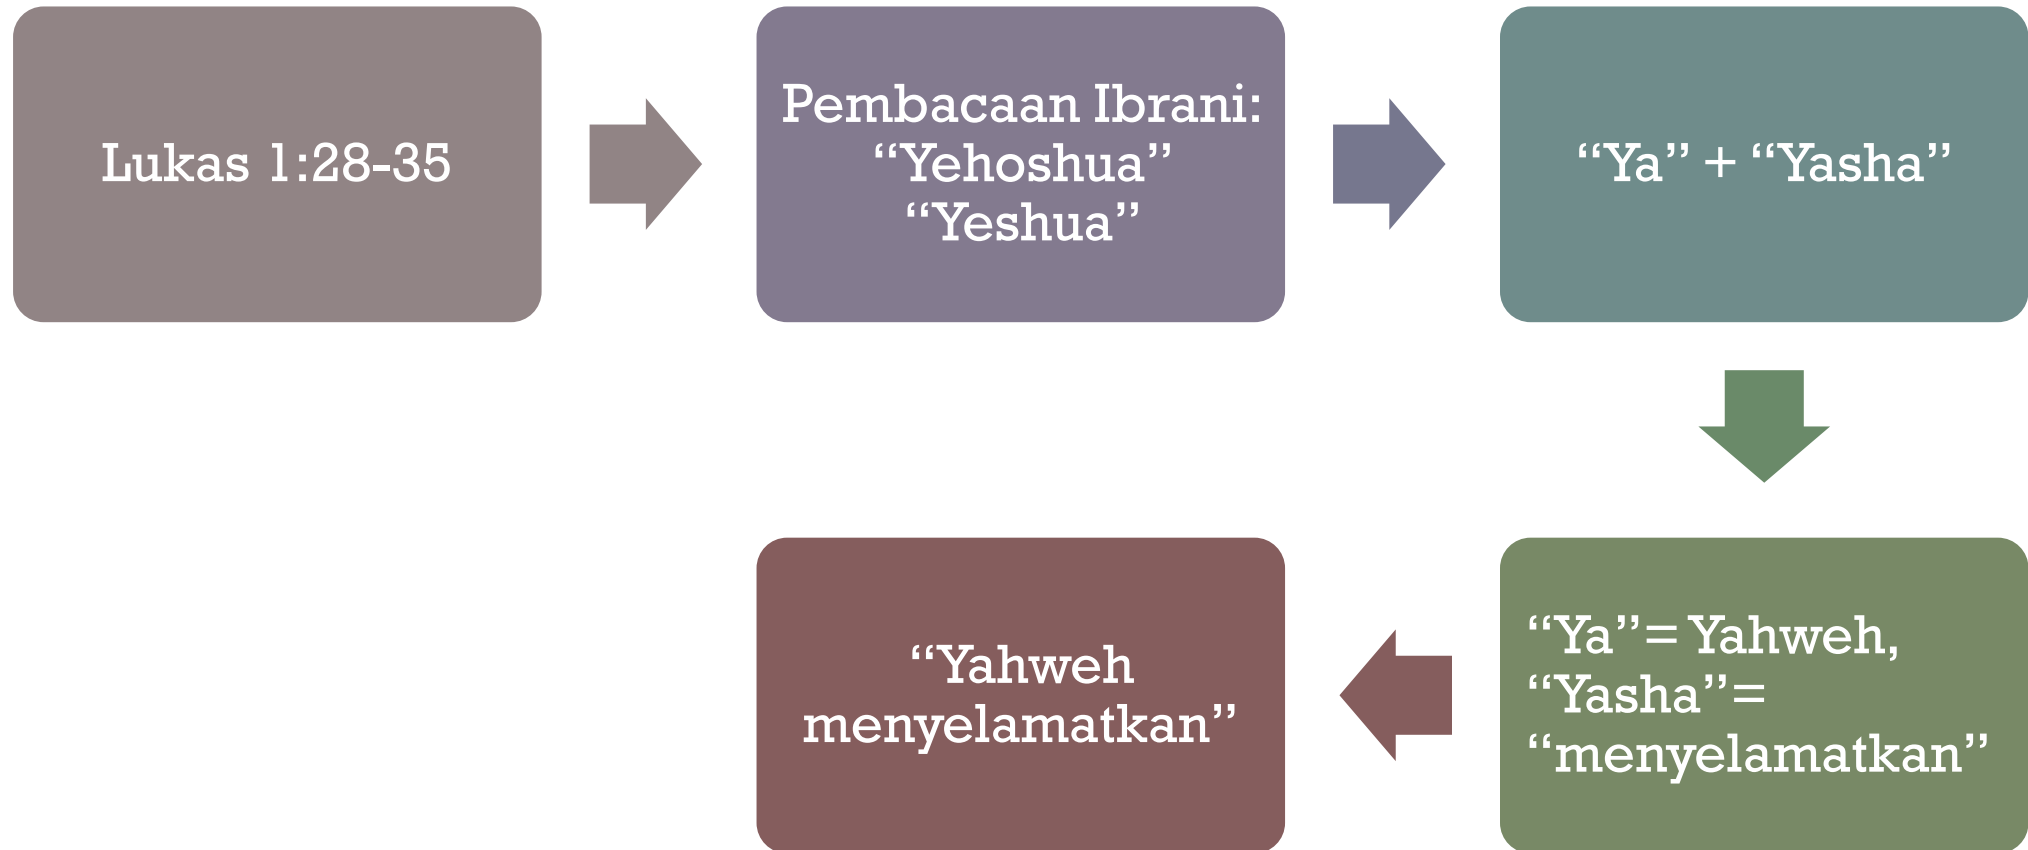 Lukas 1:28-35
Pembacaan Ibrani:
“Yehoshua”
“Yeshua”
“Ya” + “Yasha”
“Ya”= Yahweh,
“Yasha”=
“menyelamatkan”
“Yahweh
menyelamatkan”